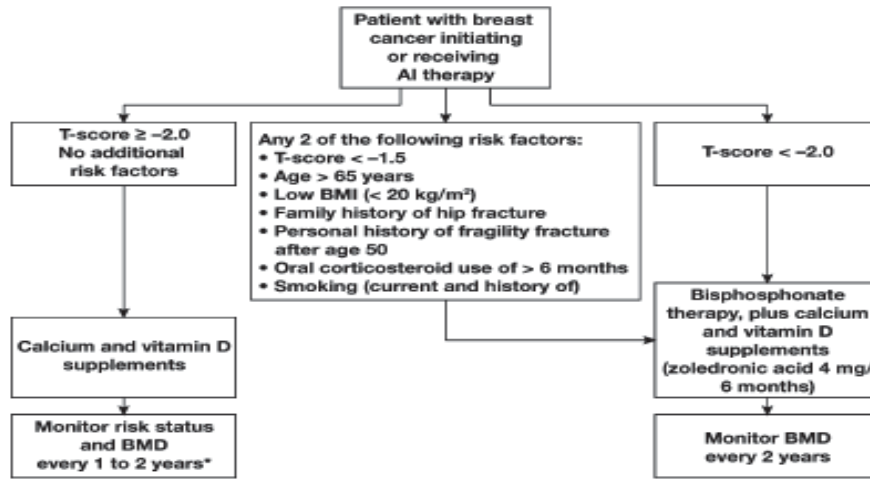 Patient with breast
cancer initiating
or receiving
AI therapy
T-score ≥ –2.0
No additional
risk factors
Any 2 of the following risk factors:
• T-score < –1.5
• Age > 65 years
• Low BMI (< 20 kg/m²)
• Family history of hip fracture
• Personal history of fragility fracture
after age 50
• Oral corticosteroid use of > 6 months
• Smoking (current and history of)
T-score < –2.0
Calcium and vitamin D
supplements
Bisphosphonate
therapy, plus calcium
and vitamin D
supplements
(zoledronic acid 4 mg/
6 months)
Monitor risk status
and BMD
every 1 to 2 years*
Monitor BMD
every 2 years